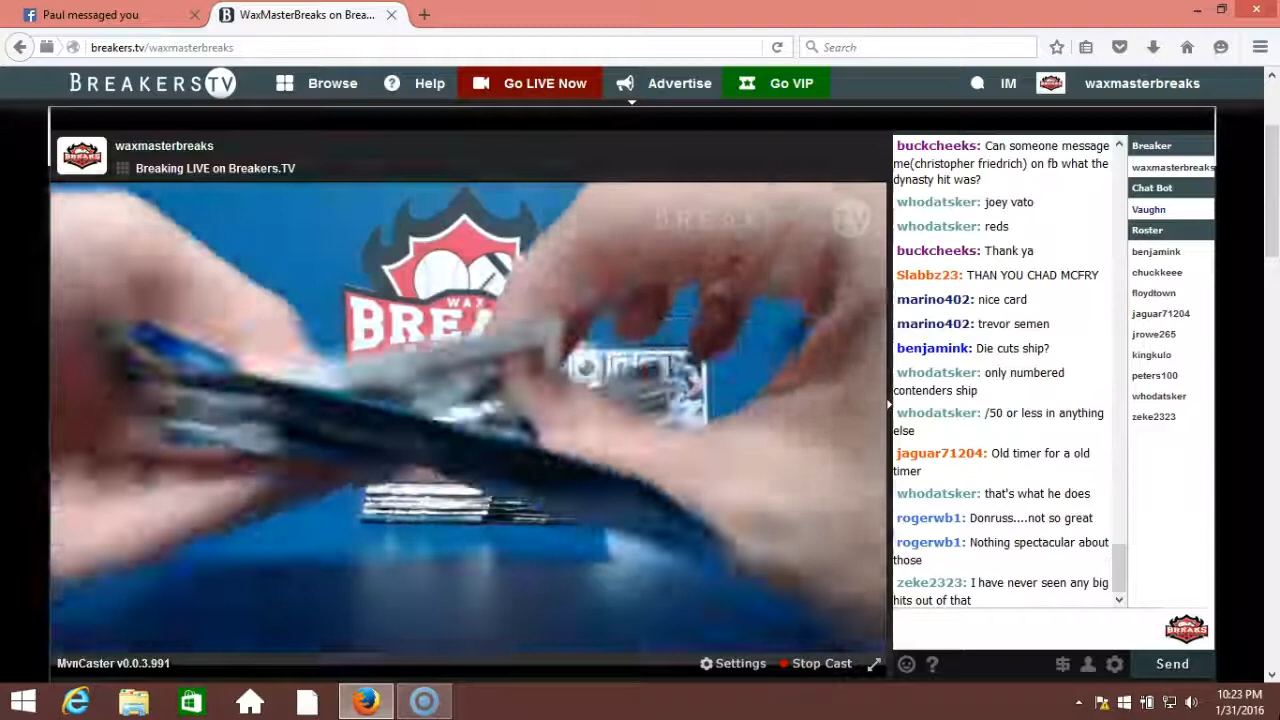 Paul messaged you
WaxMasterBreaks on Brea...
breakers.tv/waxmasterbreaks
Search
BREAKERS TV
Browse
Help
Go LIVE Now
Advertise
Go VIP
IM
waxmasterbreaks
waxmasterbreaks
Breaking LIVE on Breakers.TV
WAX
BREA
TV
buckcheeks: Can someone message
me(christopher friedrich) on fb what the
dynasty hit was?
whodatsker: joey vato
whodatsker: reds
buckcheeks: Thank ya
Slabbz23: THAN YOU CHAD MCFRY
marino402: nice card
marino402: trevor semen
benjamink: Die cuts ship?
whodatsker: only numbered
contenders ship
whodatsker: /50 or less in anything
else
jaguar71204: Old timer for a old
timer
whodatsker: that's what he does
rogerwb1: Donruss....not so great
rogerwb1: Nothing spectacular about
those
zeke2323: I have never seen any big
hits out of that
Breaker
waxmasterbreaks
Chat Bot
Vaughn
Roster
benjamink
chuckkeee
floydtown
jaguar71204
jrowe265
kingkulo
peters100
whodatsker
zeke2323
BREAKS
MvnCaster v0.0.3.991
Settings
Stop Cast
Send
10:23 PM
1/31/2016